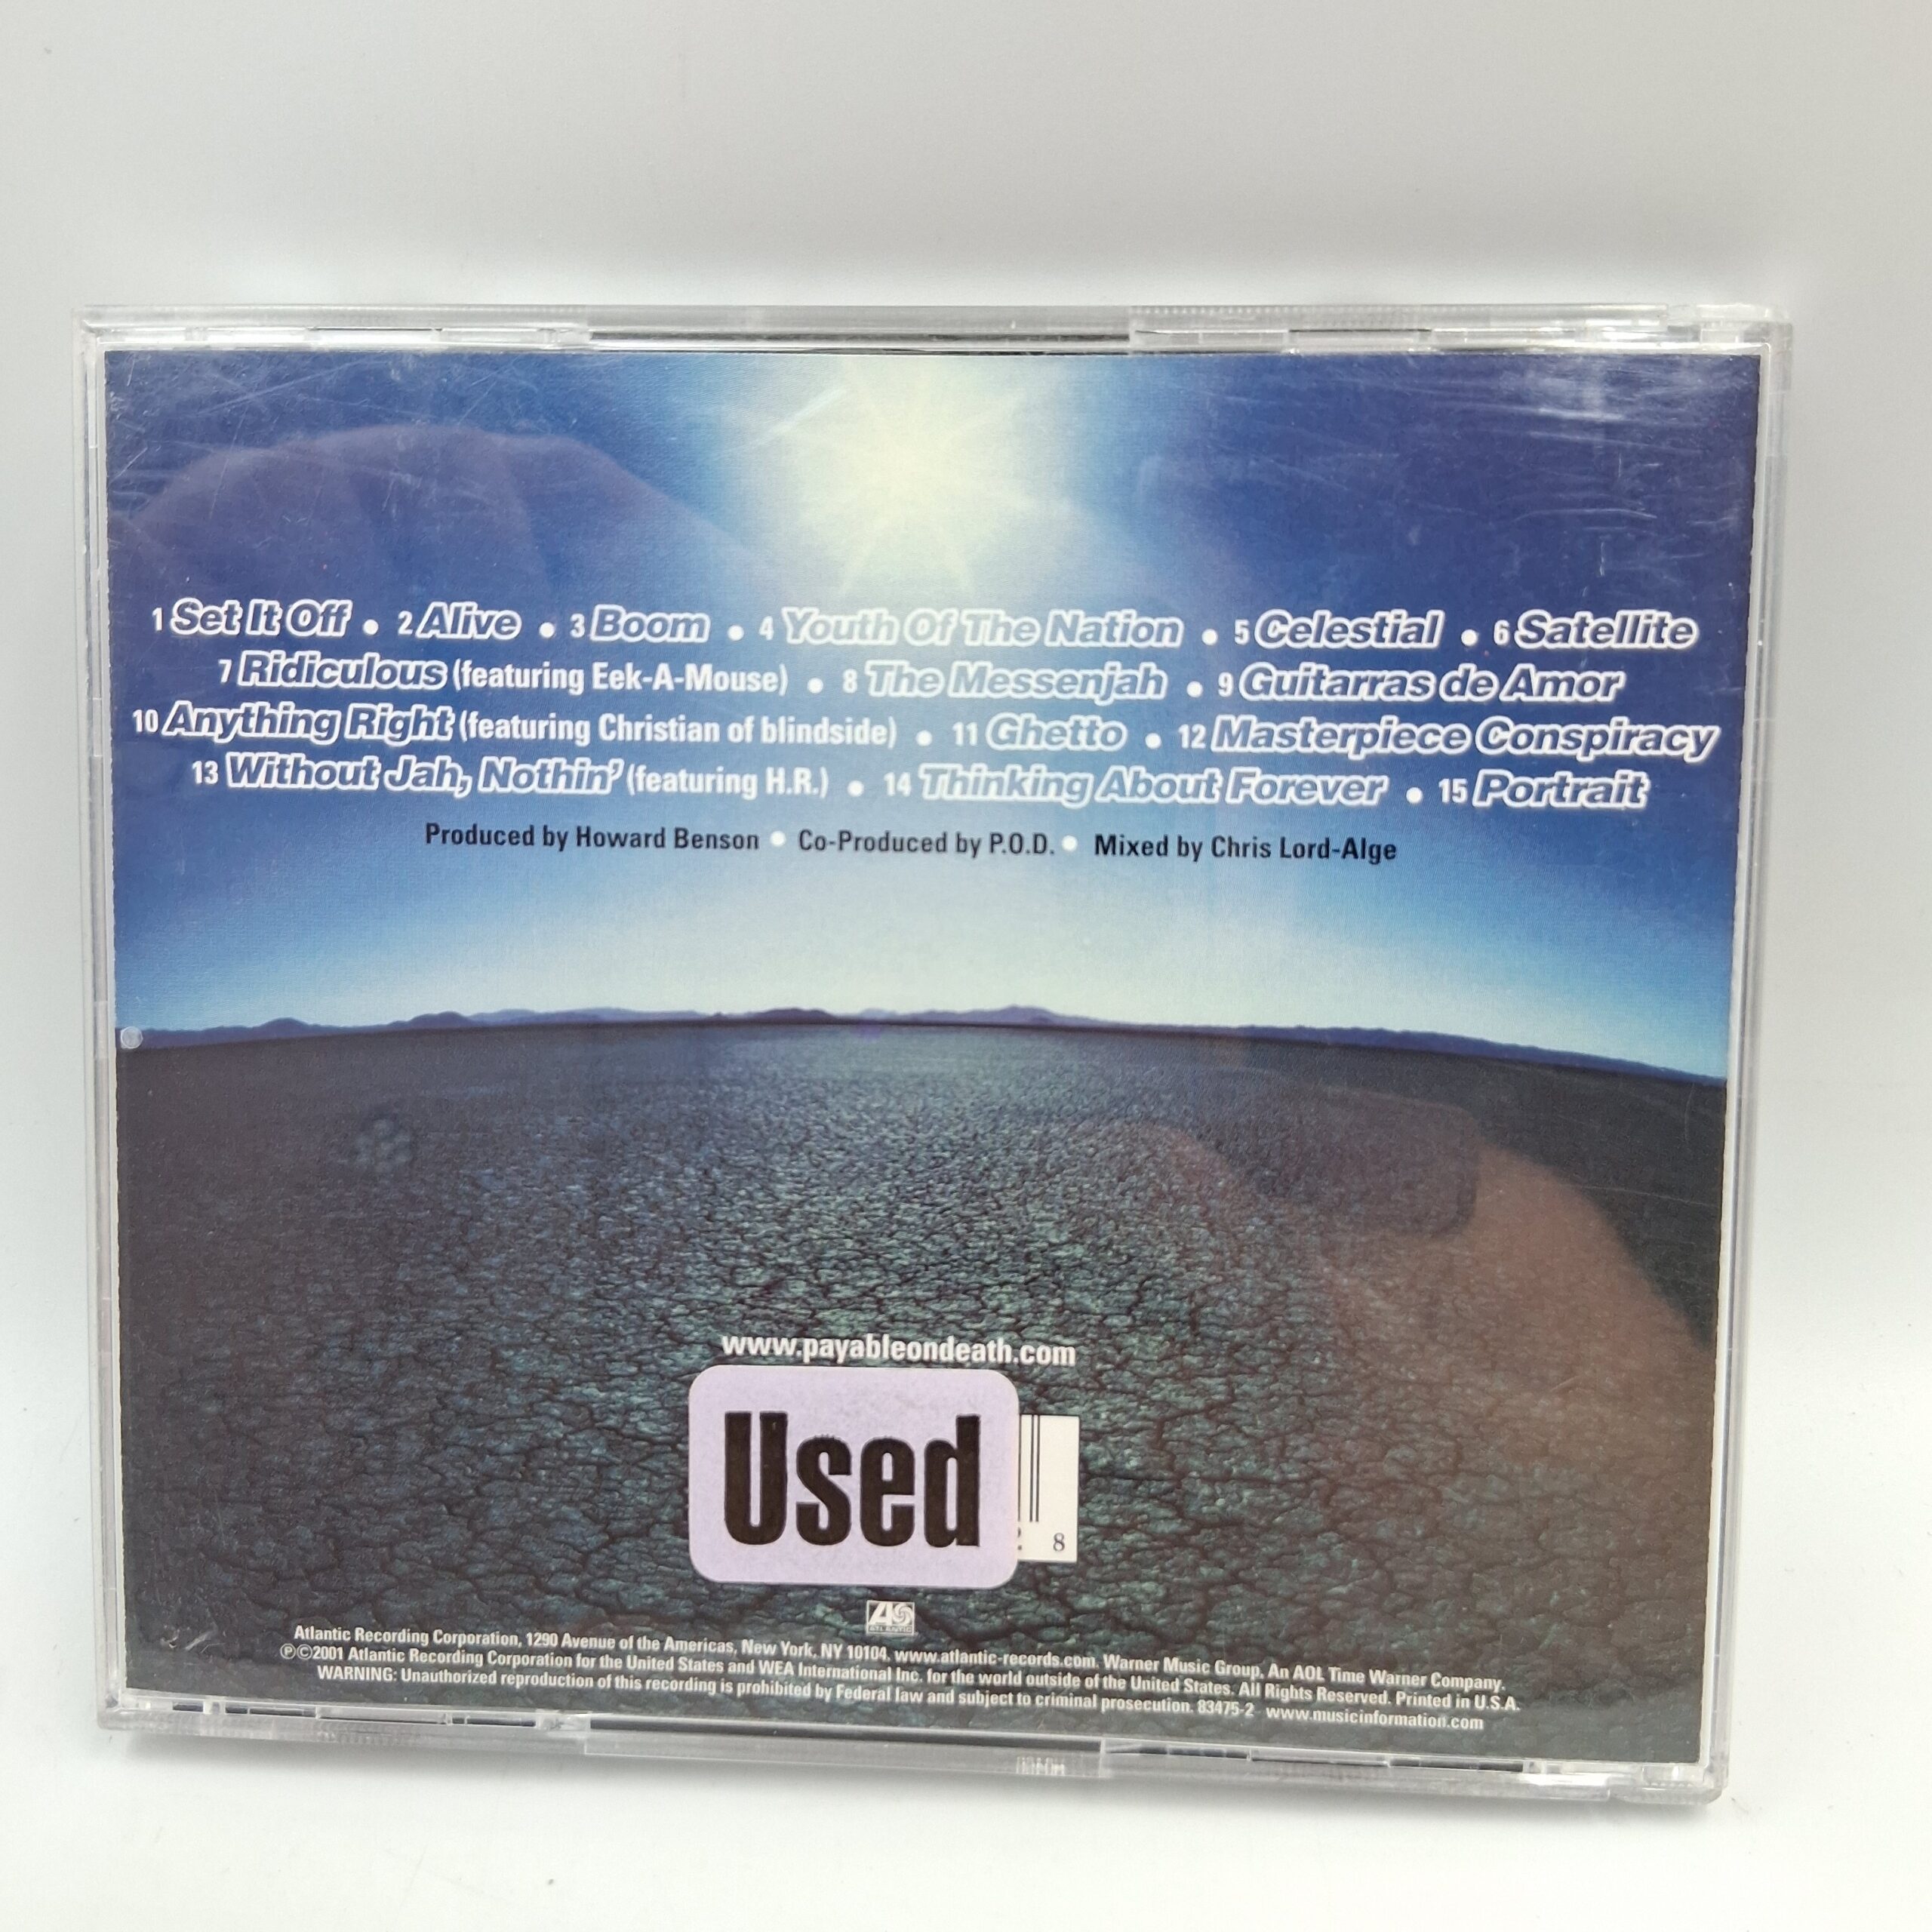 1 Set It Off • 2 Alive • 3 Boom • 4 Youth Of The Nation • 5 Celestial • 6 Satellite
7 Ridiculous (featuring Eek-A-Mouse) • 8 The Messenjah • 9 Guitarras de Amor
10 Anything Right (featuring Christian of blindside) • 11 Ghetto • 12 Masterpiece Conspiracy
13 Without Jah, Nothin' (featuring H.R.) • 14 Thinking About Forever • 15 Portrait
Produced by Howard Benson • Co-Produced by P.O.D. • Mixed by Chris Lord-Alge
www.payableondeath.com
Used
8
ATLANTIC
Atlantic Recording Corporation, 1290 Avenue of the Americas, New York, NY 10104. www.atlantic-records.com. Warner Music Group, An AOL Time Warner Company.
℗©2001 Atlantic Recording Corporation for the United States and WEA International Inc. for the world outside of the United States. All Rights Reserved. Printed in U.S.A.
WARNING: Unauthorized reproduction of this recording is prohibited by Federal law and subject to criminal prosecution. 83475-2 www.musicinformation.com